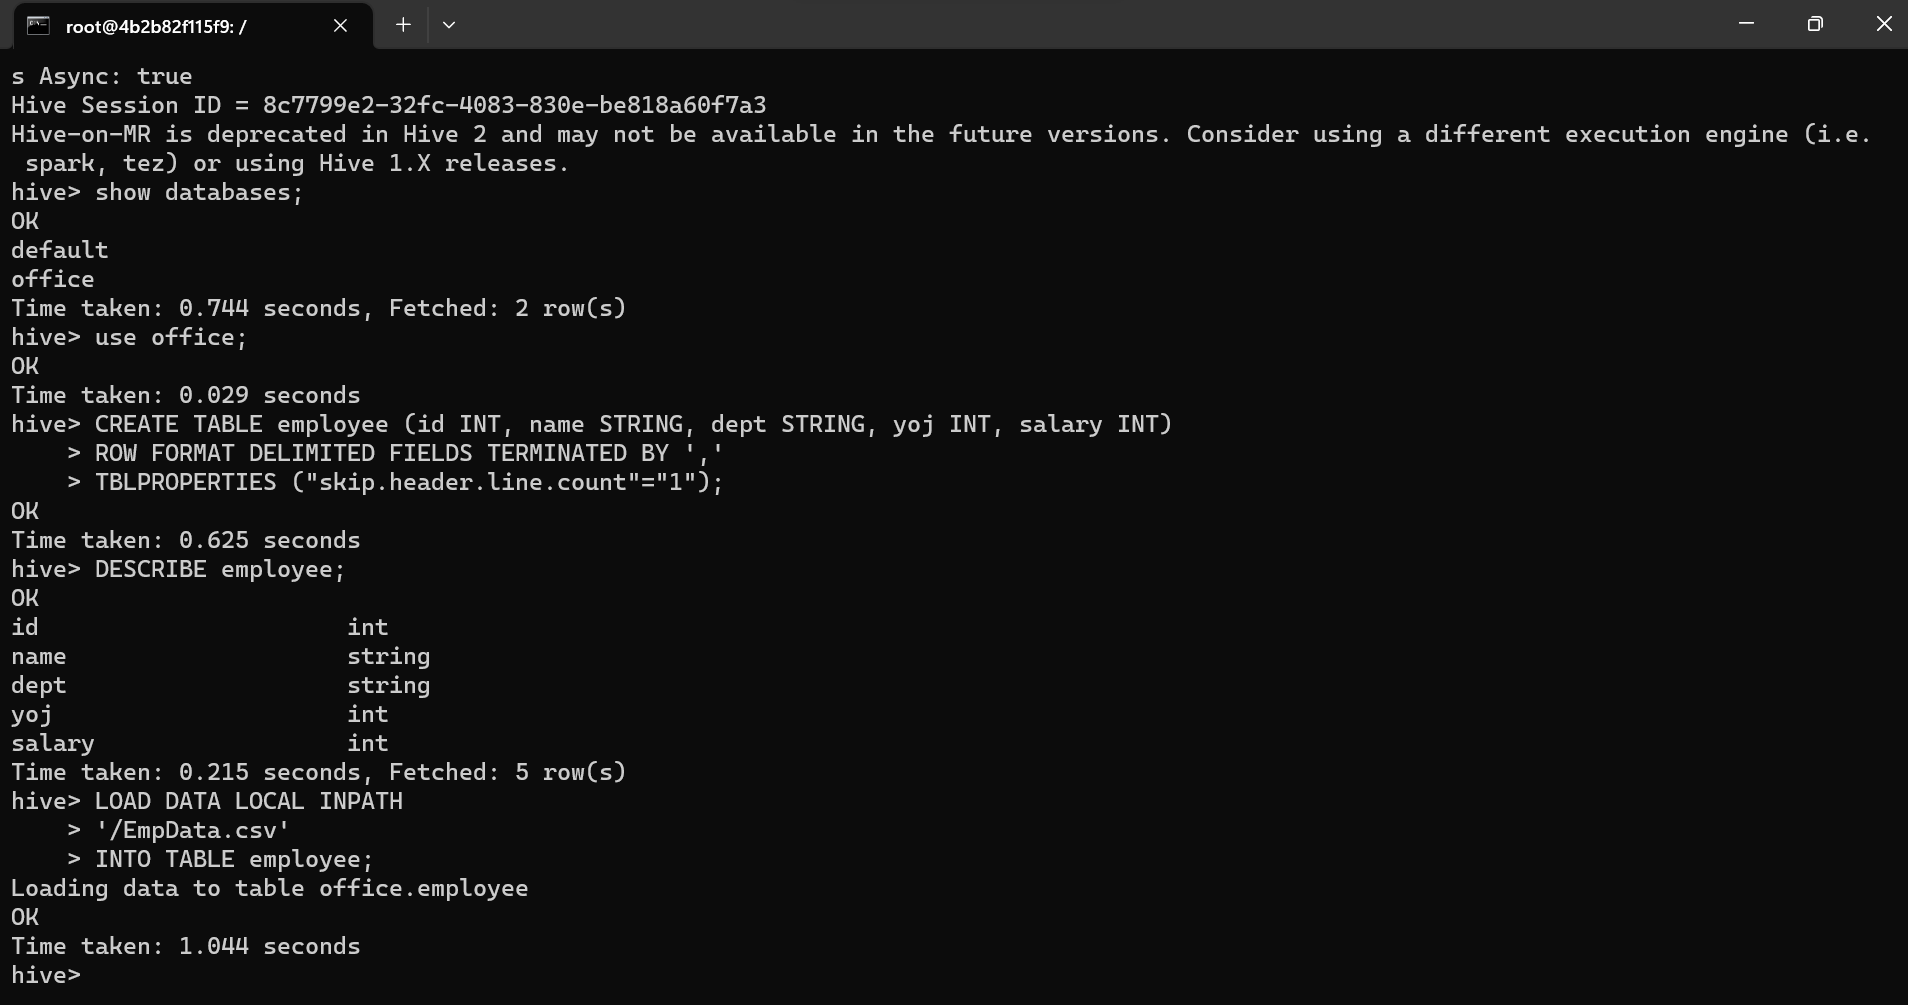 root@4b2b82f115f9: /
s Async: true
Hive Session ID = 8c7799e2-32fc-4083-830e-be818a60f7a3
Hive-on-MR is deprecated in Hive 2 and may not be available in the future versions. Consider using a different execution engine (i.e.
 spark, tez) or using Hive 1.X releases.
hive> show databases;
OK
default
office
Time taken: 0.744 seconds, Fetched: 2 row(s)
hive> use office;
OK
Time taken: 0.029 seconds
hive> CREATE TABLE employee (id INT, name STRING, dept STRING, yoj INT, salary INT)
    > ROW FORMAT DELIMITED FIELDS TERMINATED BY ','
    > TBLPROPERTIES ("skip.header.line.count"="1");
OK
Time taken: 0.625 seconds
hive> DESCRIBE employee;
OK
id                      int
name                    string
dept                    string
yoj                     int
salary                  int
Time taken: 0.215 seconds, Fetched: 5 row(s)
hive> LOAD DATA LOCAL INPATH
    > '/EmpData.csv'
    > INTO TABLE employee;
Loading data to table office.employee
OK
Time taken: 1.044 seconds
hive>